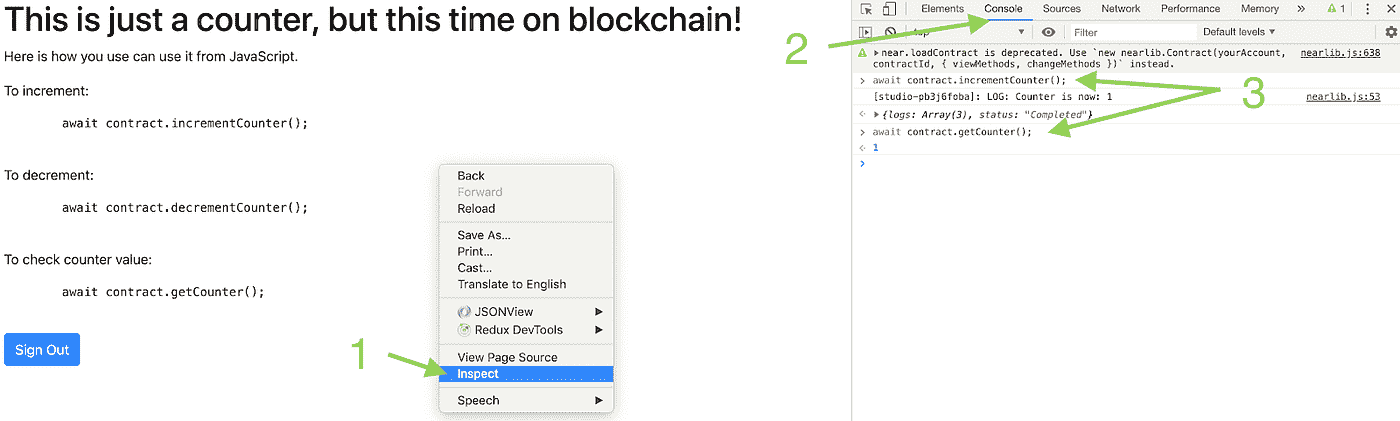 This is just a counter, but this time on blockchain!
Here is how you use can use it from JavaScript.
To increment:
await contract.incrementCounter();
To decrement:
await contract.decrementCounter();
To check counter value:
await contract.getCounter();
Sign Out
1
Back
Forward
Reload
Save As...
Print...
Cast...
Translate to English
JSONView
Redux DevTools
View Page Source
Inspect
Speech
2
Elements Console Sources Network Performance Memory » 1
Filter Default levels ▼
near.loadContract is deprecated. Use `new nearlib.Contract(yourAccount, nearlib.js:638
contractId, { viewMethods, changeMethods })` instead.
> await contract.incrementCounter();
[studio-pb3j6foba]: LOG: Counter is now: 1 nearlib.js:53
{logs: Array(3), status: "Completed"}
> await contract.getCounter();
1
>
3